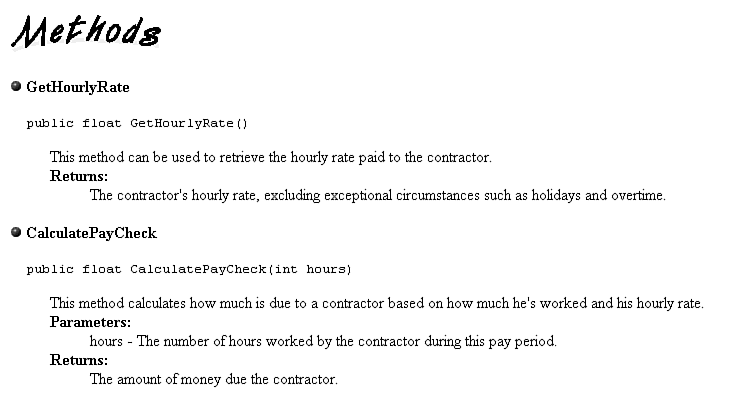 Methods
GetHourlyRate
public float GetHourlyRate()
This method can be used to retrieve the hourly rate paid to the contractor.
Returns:
The contractor's hourly rate, excluding exceptional circumstances such as holidays and overtime.
CalculatePayCheck
public float CalculatePayCheck(int hours)
This method calculates how much is due to a contractor based on how much he's worked and his hourly rate.
Parameters:
hours - The number of hours worked by the contractor during this pay period.
Returns:
The amount of money due the contractor.